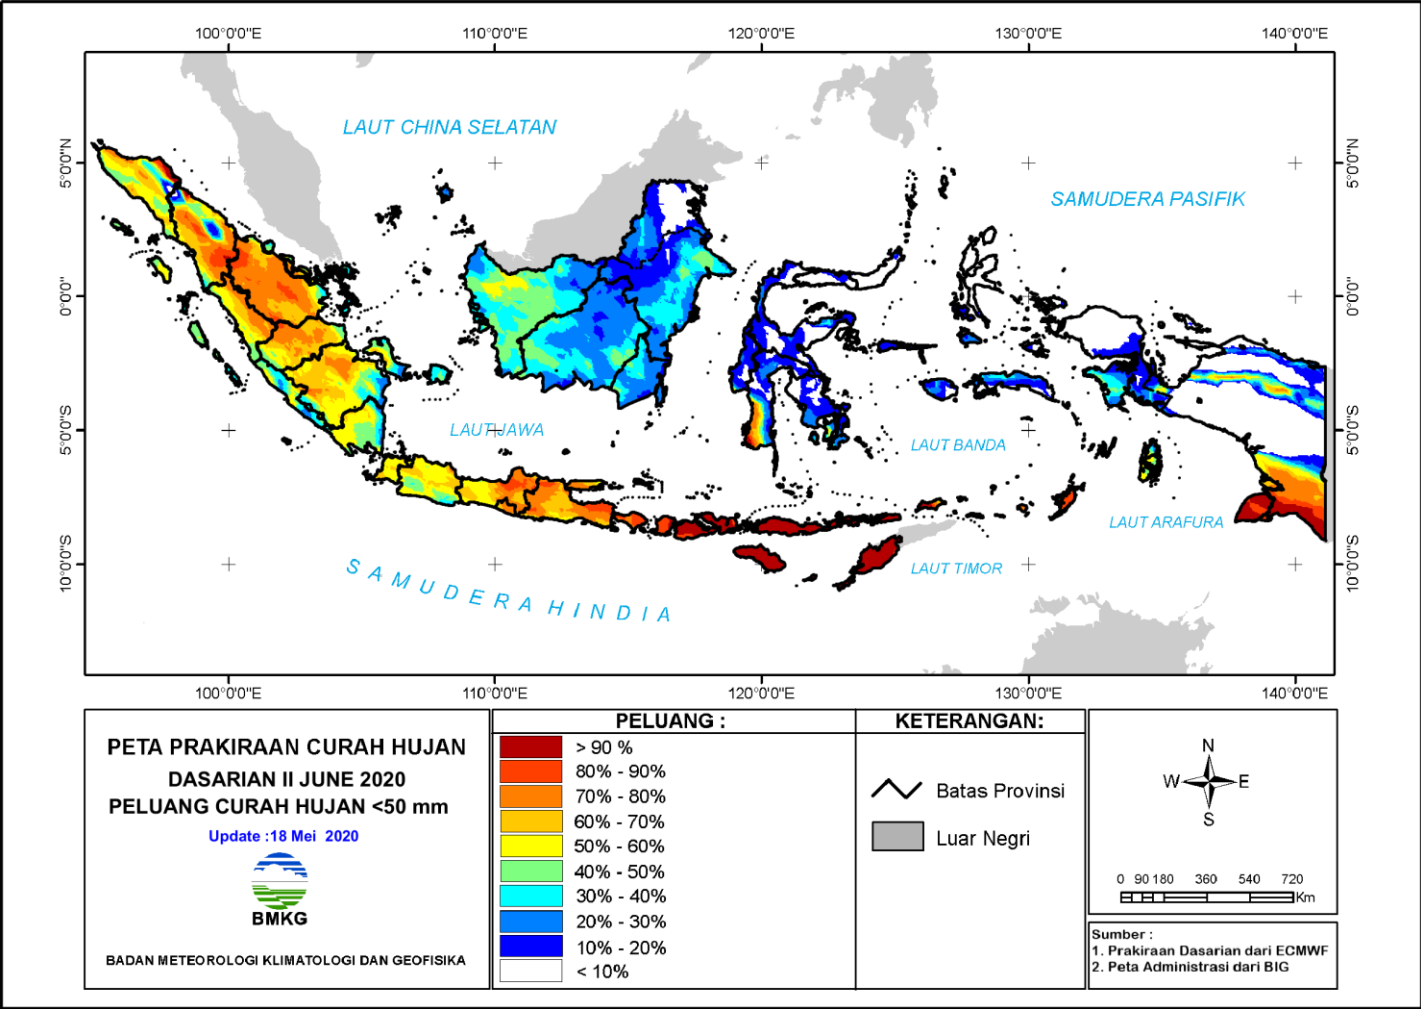 100°0'0"E 110°0'0"E 120°0'0"E 130°0'0"E 140°0'0"E
5°0'0"N
0°0'0"
5°0'0"S
10°0'0"S
LAUT CHINA SELATAN
SAMUDERA PASIFIK
LAUT JAWA
LAUT BANDA
LAUT ARAFURA
LAUT TIMOR
SAMUDERA HINDIA
5°0'0"N
0°0'0"
5°0'0"S
10°0'0"S
100°0'0"E 110°0'0"E 120°0'0"E 130°0'0"E 140°0'0"E
PETA PRAKIRAAN CURAH HUJAN
DASARIAN II JUNE 2020
PELUANG CURAH HUJAN <50 mm
Update :18 Mei 2020
BMKG
BADAN METEOROLOGI KLIMATOLOGI DAN GEOFISIKA
PELUANG :
> 90 %
80% - 90%
70% - 80%
60% - 70%
50% - 60%
40% - 50%
30% - 40%
20% - 30%
10% - 20%
< 10%
KETERANGAN:
Batas Provinsi
Luar Negri
N
W E
S
0 90 180 360 540 720
Km
Sumber :
1. Prakiraan Dasarian dari ECMWF
2. Peta Administrasi dari BIG